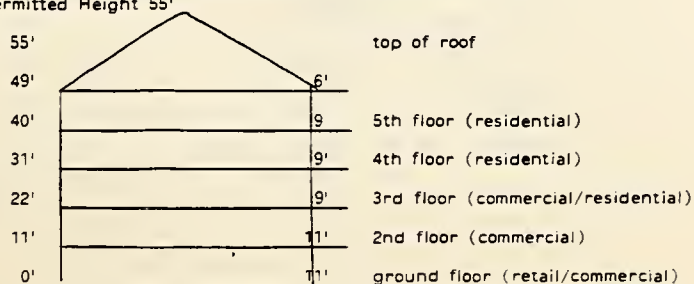 ermitted Height 55'
55' top of roof
49' 6'
40' 9 5th floor (residential)
31' 9' 4th floor (residential)
22' 9' 3rd floor (commercial/residential)
11' 11' 2nd floor (commercial)
0' 11' ground floor (retail/commercial)